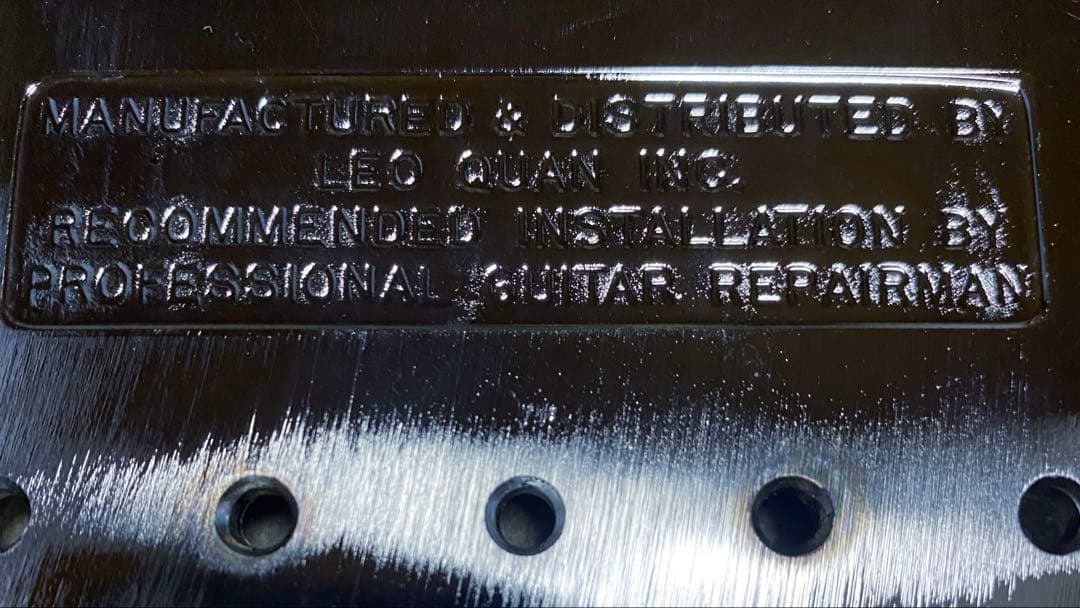 MANUFACTURED & DISTRIBUTED BY
LEO QUAN INC.
RECOMMENDED INSTALLATION BY
PROFESSIONAL GUITAR REPAIRMAN